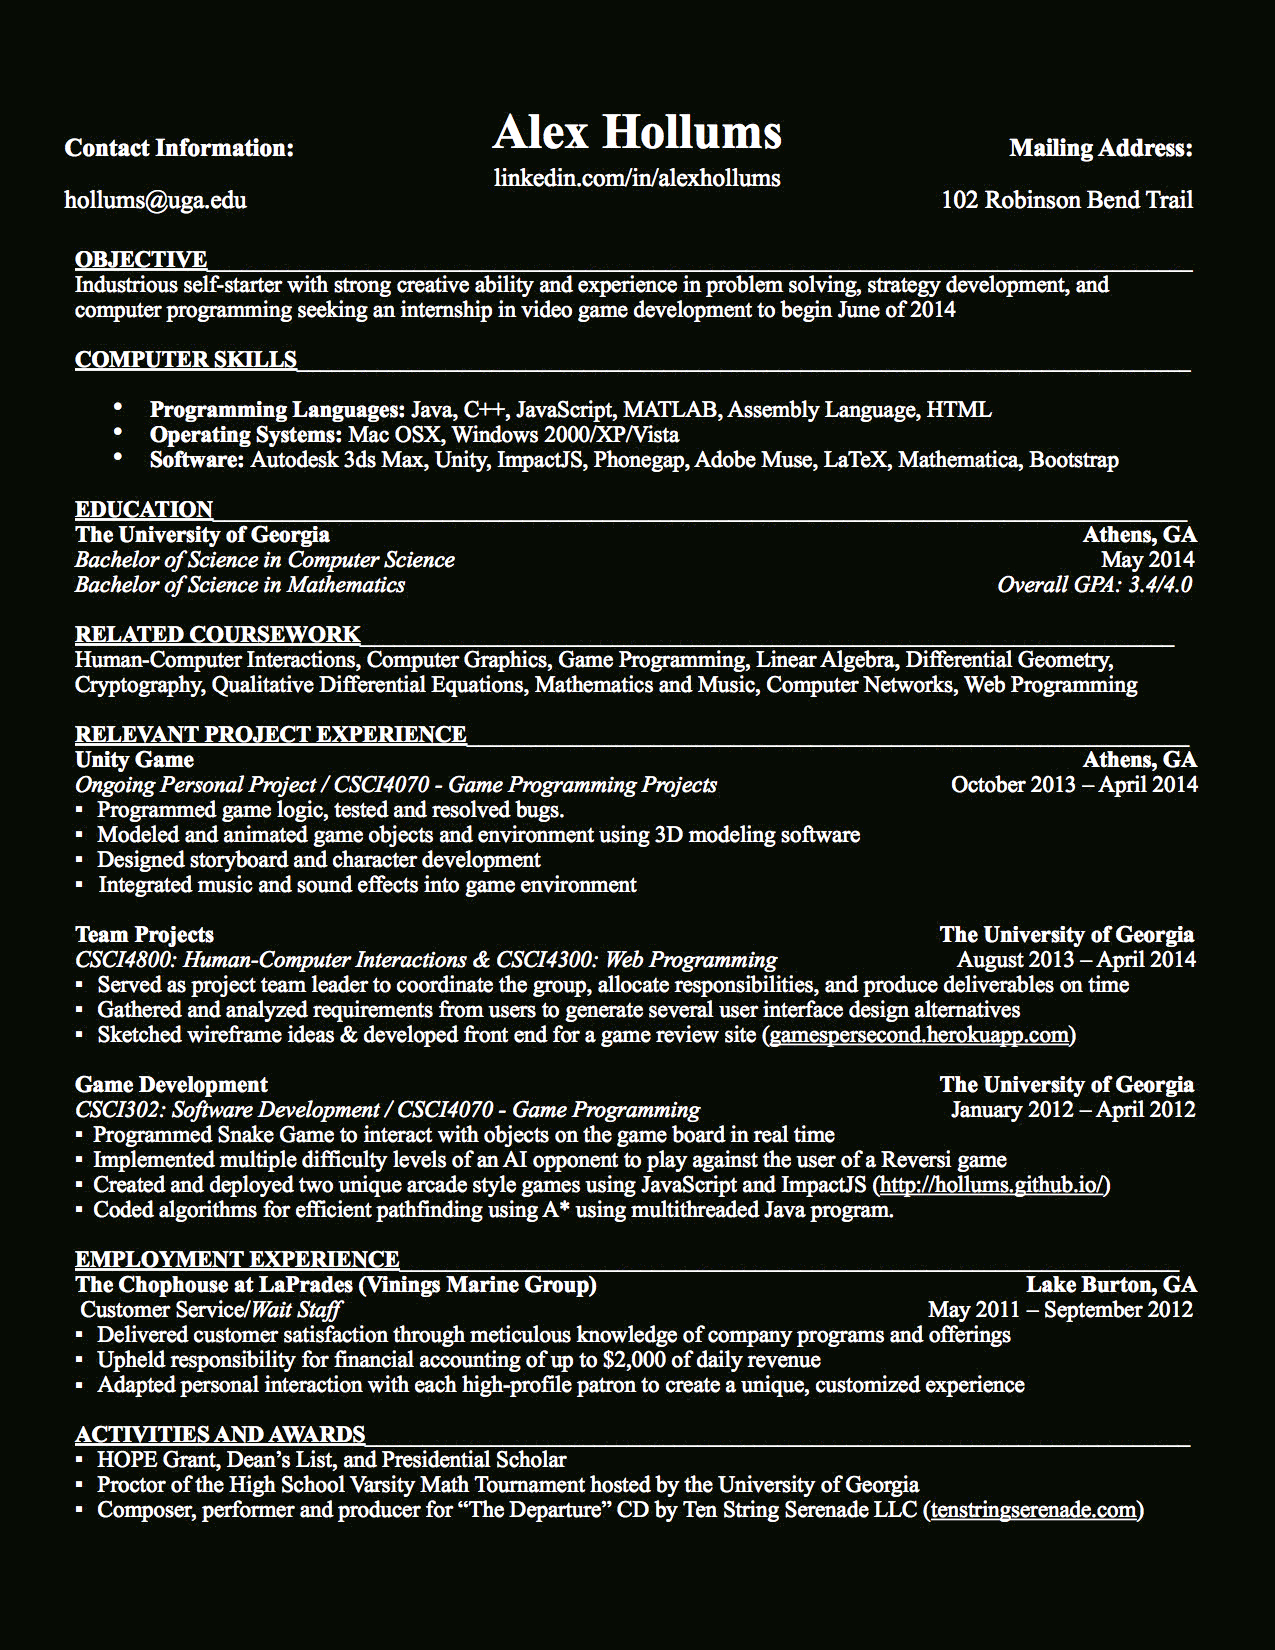 Alex Hollums
Contact Information:
Mailing Address:
linkedin.com/in/alexhollums
hollums@uga.edu
102 Robinson Bend Trail
OBJECTIVE
Industrious self-starter with strong creative ability and experience in problem solving, strategy development, and
computer programming seeking an internship in video game development to begin June of 2014
COMPUTER SKILLS
• Programming Languages: Java, C++, JavaScript, MATLAB, Assembly Language, HTML
• Operating Systems: Mac OSX, Windows 2000/XP/Vista
• Software: Autodesk 3ds Max, Unity, ImpactJS, Phonegap, Adobe Muse, LaTeX, Mathematica, Bootstrap
EDUCATION
The University of Georgia Athens, GA
Bachelor of Science in Computer Science May 2014
Bachelor of Science in Mathematics Overall GPA: 3.4/4.0
RELATED COURSEWORK
Human-Computer Interactions, Computer Graphics, Game Programming, Linear Algebra, Differential Geometry,
Cryptography, Qualitative Differential Equations, Mathematics and Music, Computer Networks, Web Programming
RELEVANT PROJECT EXPERIENCE
Unity Game Athens, GA
Ongoing Personal Project / CSCI4070 - Game Programming Projects October 2013 – April 2014
▪ Programmed game logic, tested and resolved bugs.
▪ Modeled and animated game objects and environment using 3D modeling software
▪ Designed storyboard and character development
▪ Integrated music and sound effects into game environment
Team Projects The University of Georgia
CSCI4800: Human-Computer Interactions & CSCI4300: Web Programming August 2013 – April 2014
▪ Served as project team leader to coordinate the group, allocate responsibilities, and produce deliverables on time
▪ Gathered and analyzed requirements from users to generate several user interface design alternatives
▪ Sketched wireframe ideas & developed front end for a game review site (gamespersecond.herokuapp.com)
Game Development The University of Georgia
CSCI302: Software Development / CSCI4070 - Game Programming January 2012 – April 2012
▪ Programmed Snake Game to interact with objects on the game board in real time
▪ Implemented multiple difficulty levels of an AI opponent to play against the user of a Reversi game
▪ Created and deployed two unique arcade style games using JavaScript and ImpactJS (http://hollums.github.io/)
▪ Coded algorithms for efficient pathfinding using A* using multithreaded Java program.
EMPLOYMENT EXPERIENCE
The Chophouse at LaPrades (Vinings Marine Group) Lake Burton, GA
Customer Service/Wait Staff May 2011 – September 2012
▪ Delivered customer satisfaction through meticulous knowledge of company programs and offerings
▪ Upheld responsibility for financial accounting of up to $2,000 of daily revenue
▪ Adapted personal interaction with each high-profile patron to create a unique, customized experience
ACTIVITIES AND AWARDS
▪ HOPE Grant, Dean’s List, and Presidential Scholar
▪ Proctor of the High School Varsity Math Tournament hosted by the University of Georgia
▪ Composer, performer and producer for “The Departure” CD by Ten String Serenade LLC (tenstringserenade.com)